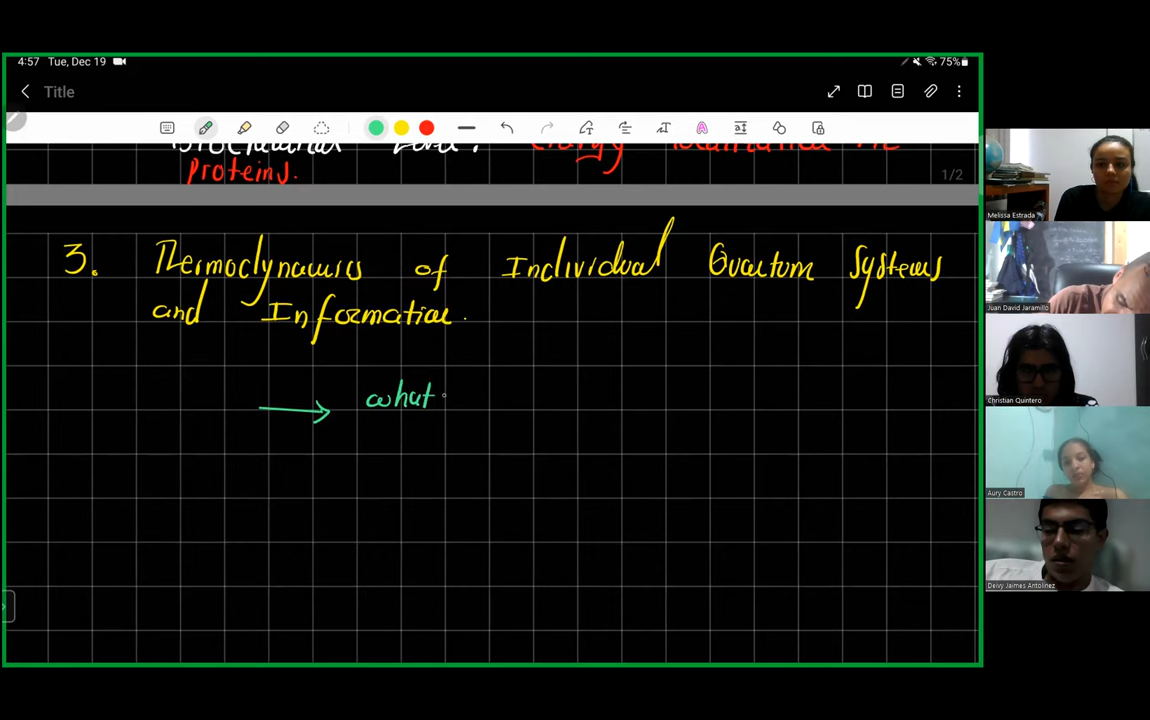 4:57 Tue, Dec 19
75%
Title
proteins.
1/2
3. Thermodynamics of Individual Quantum Systems
and Information.
→ what
Melissa Estrada
Juan David Jaramillo
Christian Quintero
Aury Castro
Deivy Jaimes Antolinez